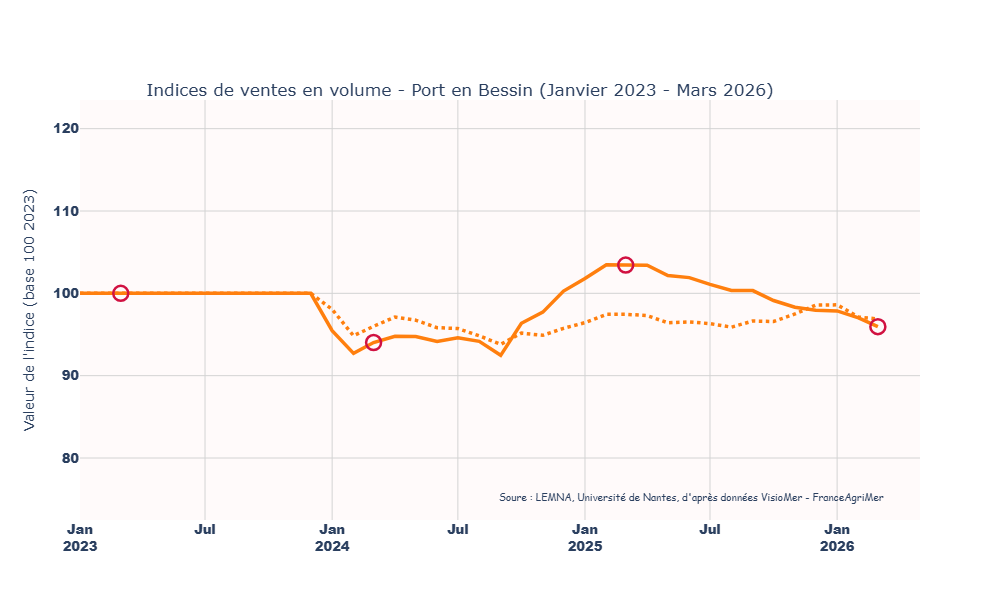 Indices de ventes en volume - Port en Bessin (Janvier 2023 - Mars 2026)
Valeur de l'indice (base 100 2023)
120
110
100
90
80
Soure : LEMNA, Université de Nantes, d'après données VisioMer - FranceAgriMer
Jan Jul Jan Jul Jan Jul Jan
2023 2024 2025 2026